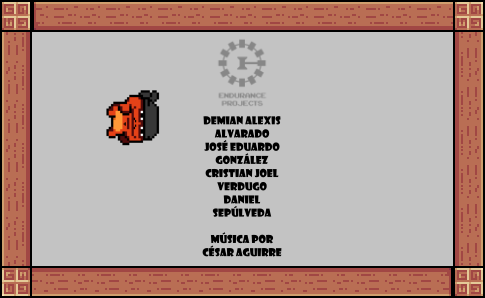 ENDURANCE
PROJECTS
DEMIAN ALEXIS
ALVARADO
JOSÉ EDUARDO
GONZÁLEZ
CRISTIAN JOEL
VERDUGO
DANIEL
SEPÚLVEDA
MÚSICA POR
CÉSAR AGUIRRE